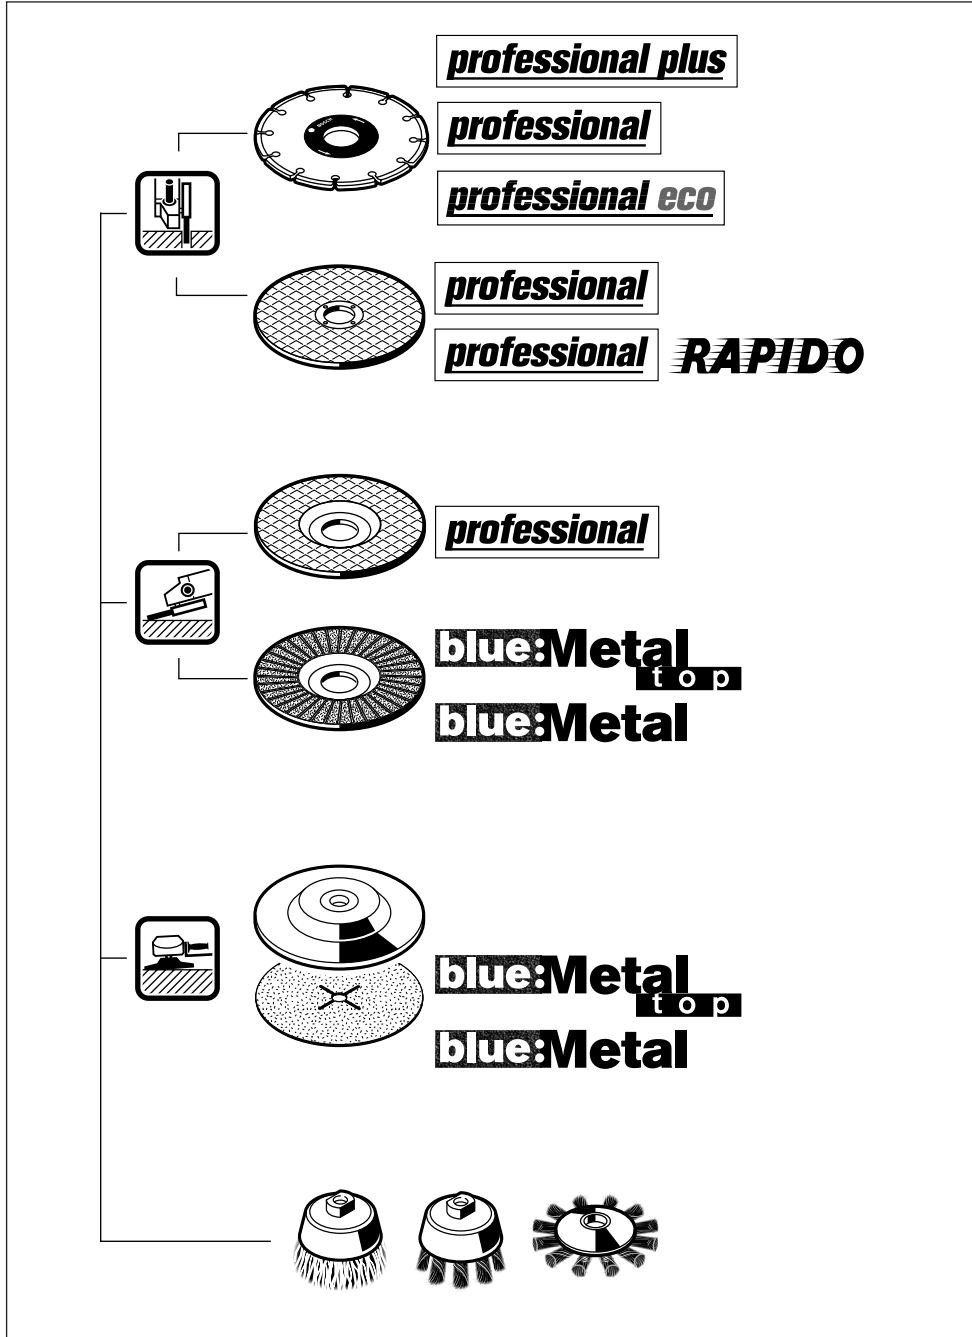 professional plus
BOSCH
professional
professional eco
professional
professional RAPIDO
professional
blue:Metal
top
blue:Metal
blue:Metal
top
blue:Metal